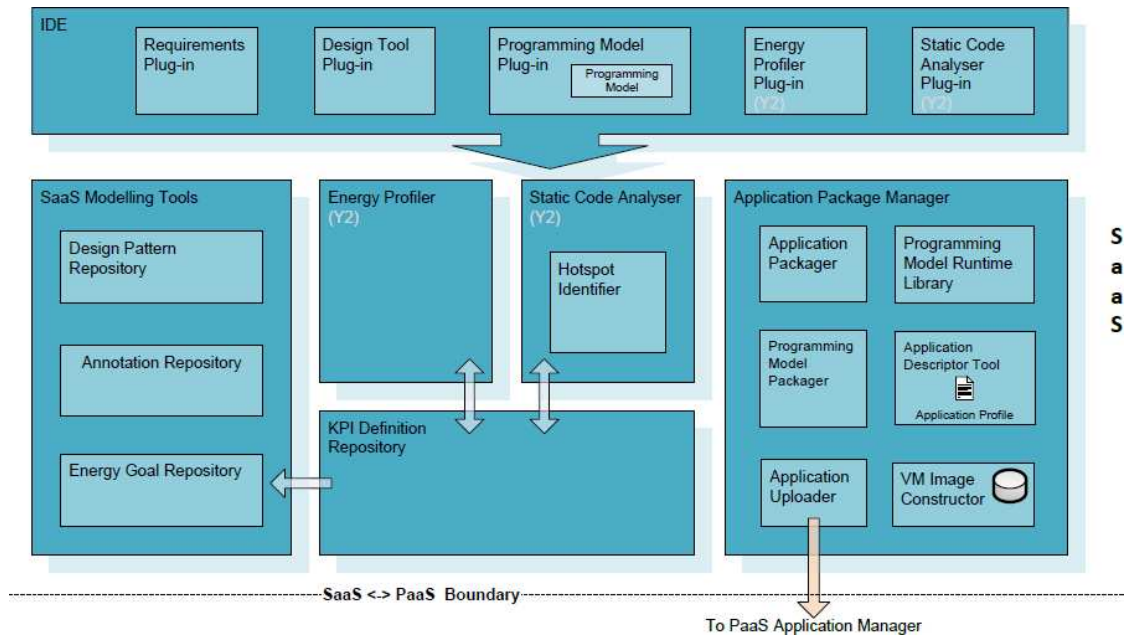 IDE
Requirements
Plug-in
Design Tool
Plug-in
Programming Model
Plug-in
Programming
Model
Energy
Profiler
Plug-in
(Y2)
Static Code
Analyser
Plug-in
(Y2)
SaaS Modelling Tools
Design Pattern
Repository
Annotation Repository
Energy Goal Repository
Energy Profiler
(Y2)
Static Code Analyser
(Y2)
Hotspot
Identifier
KPI Definition
Repository
Application Package Manager
Application
Packager
Programming
Model Runtime
Library
Programming
Model
Packager
Application
Descriptor Tool
Application Profile
Application
Uploader
VM Image
Constructor
S
a
a
S
SaaS <-> PaaS Boundary
To PaaS Application Manager